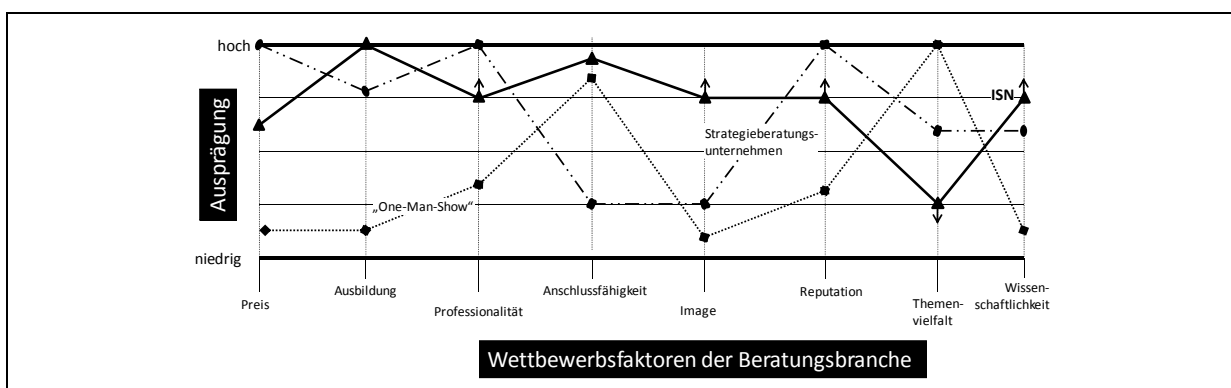 hoch
Ausprägung
ISN
Strategieberatungs-
unternehmen
„One-Man-Show“
niedrig
Preis
Ausbildung
Professionalität
Anschlussfähigkeit
Image
Reputation
Themen-
vielfalt
Wissen-
schaftlichkeit
Wettbewerbsfaktoren der Beratungsbranche